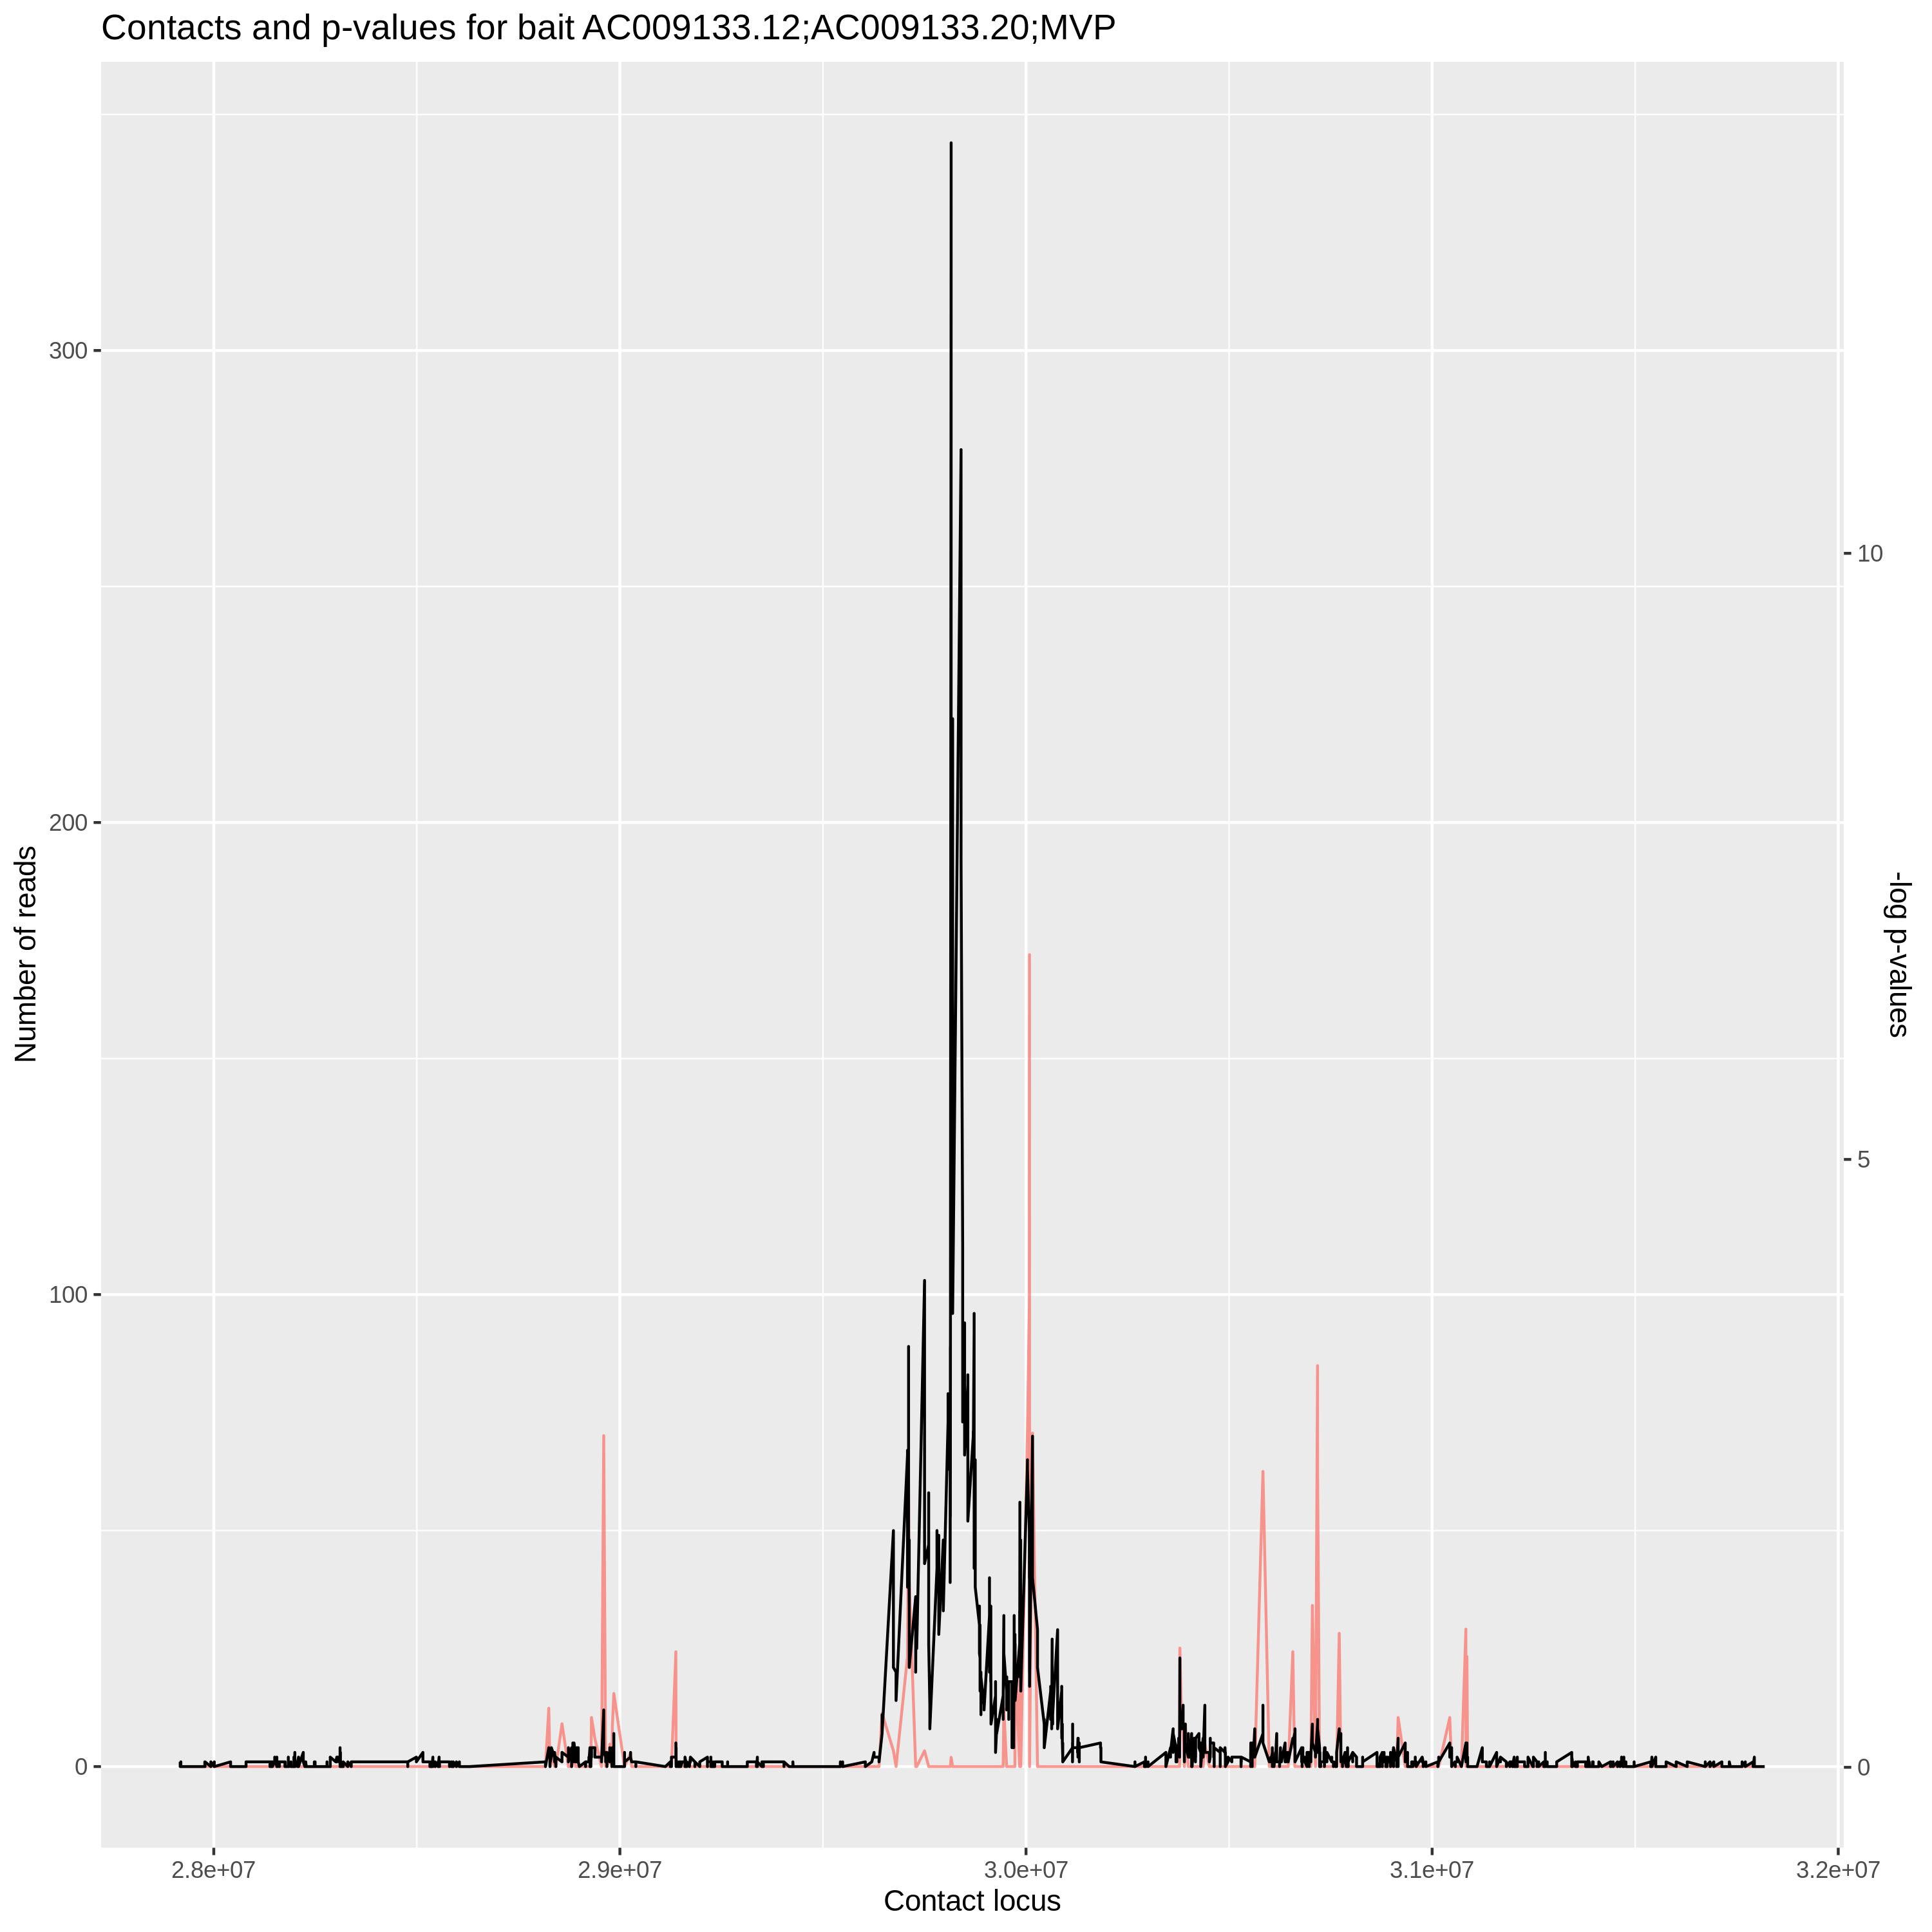 Contacts and p-values for bait AC009133.12;AC009133.20;MVP
300
200
100
0
Number of reads
10
5
0
-log p-values
2.8e+07
2.9e+07
3.0e+07
3.1e+07
3.2e+07
Contact locus